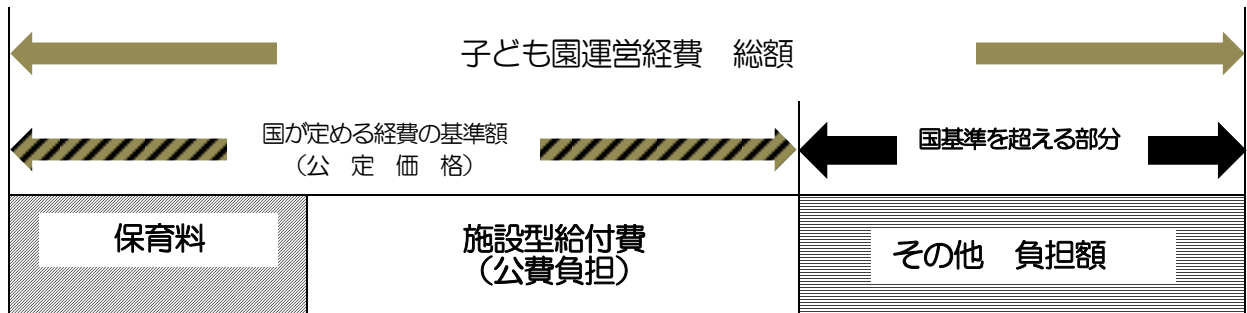 子ども園運営経費　総額
国が定める経費の基準額
（公　定　価　格）
国基準を超える部分
保育料
施設型給付費
（公費負担）
その他　負担額